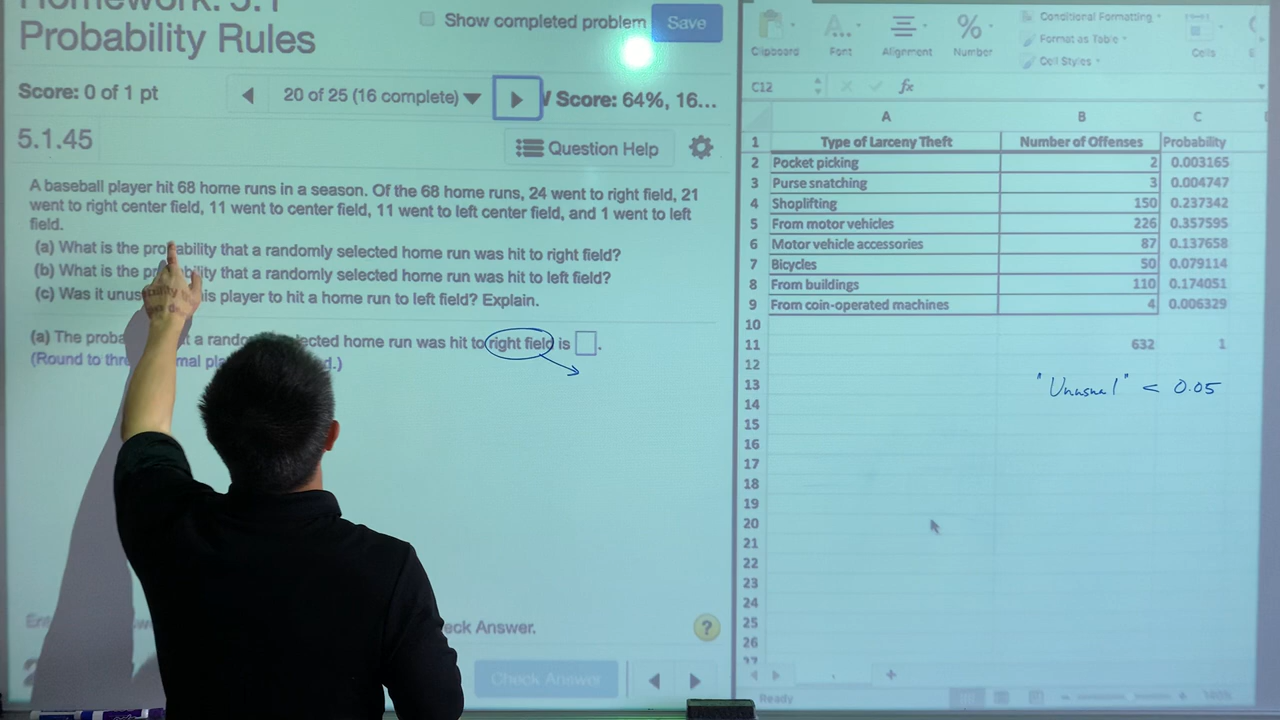 Probability Rules
Show completed problem
Save
Score: 0 of 1 pt
20 of 25 (16 complete)
Score: 64%, 16...
5.1.45
Question Help
A baseball player hit 68 home runs in a season. Of the 68 home runs, 24 went to right field, 21
went to right center field, 11 went to center field, 11 went to left center field, and 1 went to left
field.
(a) What is the probability that a randomly selected home run was hit to right field?
(b) What is the probability that a randomly selected home run was hit to left field?
(c) Was it this player to hit a home run to left field? Explain.
(a) The a selected home run was hit to right field is .
(Round to
Check Answer.
?
Check Answer
Clipboard
Font
Alignment
%
Number
Conditional Formatting
Format as Table
Cell Styles
Cells
C12
fx
A B C
1 Type of Larceny Theft Number of Offenses Probability
2 Pocket picking 2 0.003165
3 Purse snatching 3 0.004747
4 Shoplifting 150 0.237342
5 From motor vehicles 226 0.357595
6 Motor vehicle accessories 87 0.137658
7 Bicycles 50 0.079114
8 From buildings 110 0.174051
9 From coin-operated machines 4 0.006329
10
11 632 1
12
13 "Unusual" < 0.05
14
15
16
17
18
19
20
21
22
23
24
25
26
Ready